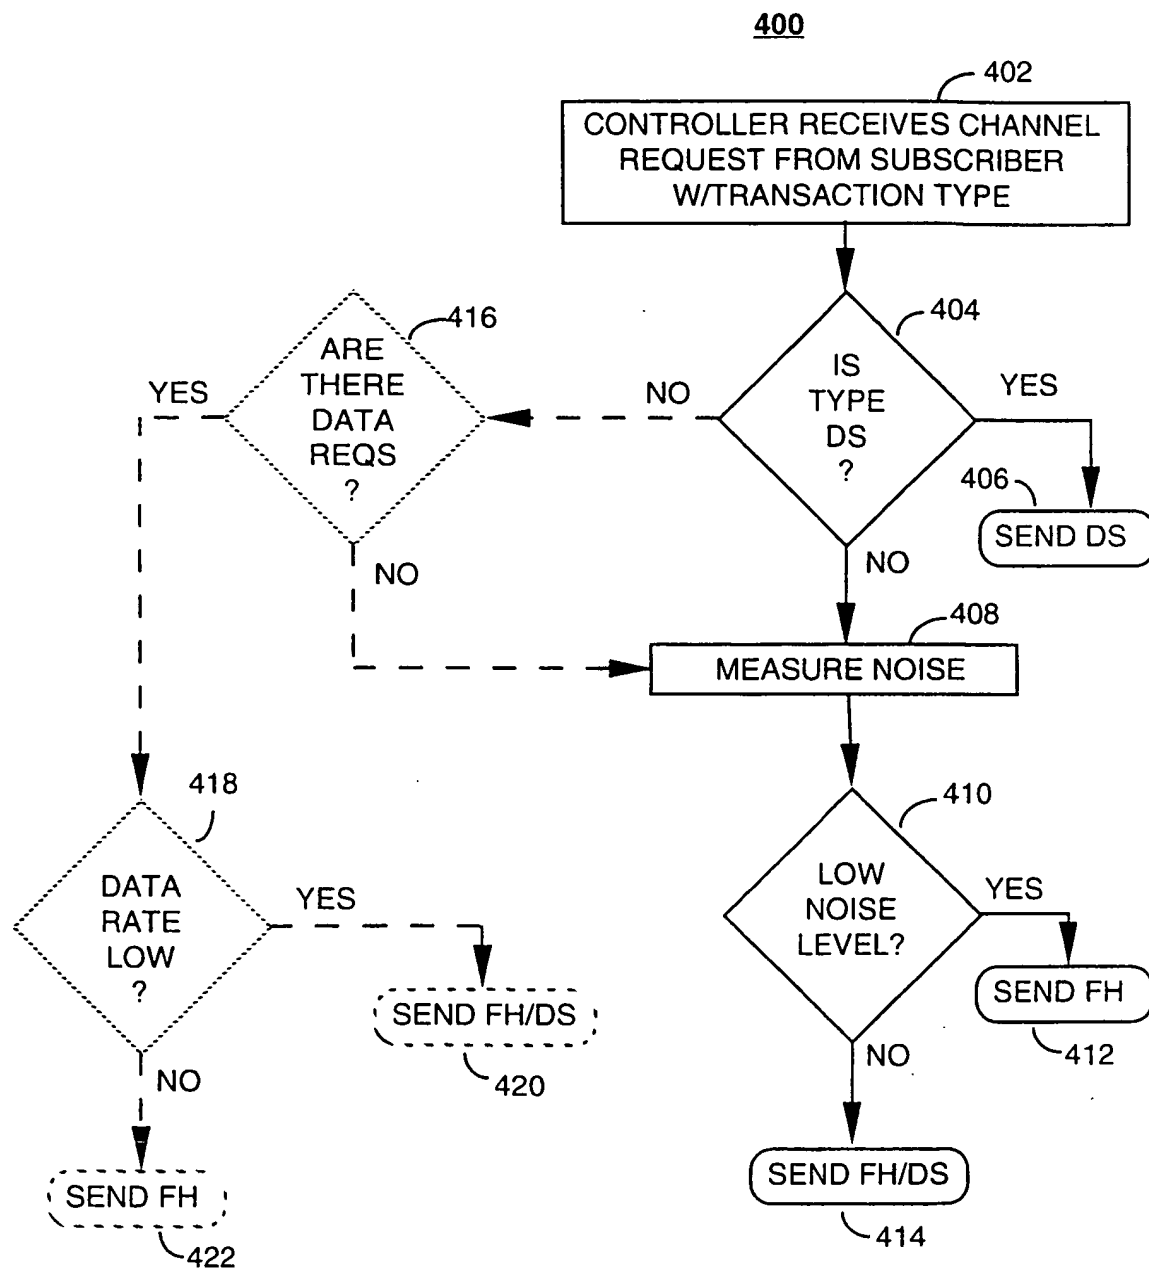 400
402
CONTROLLER RECEIVES CHANNEL
REQUEST FROM SUBSCRIBER
W/TRANSACTION TYPE
404
IS
TYPE
DS
?
YES
406
SEND DS
NO
416
ARE
THERE
DATA
REQS
?
YES
NO
NO
408
MEASURE NOISE
410
LOW
NOISE
LEVEL?
YES
SEND FH
412
NO
SEND FH/DS
414
418
DATA
RATE
LOW
?
YES
SEND FH/DS
420
NO
SEND FH
422